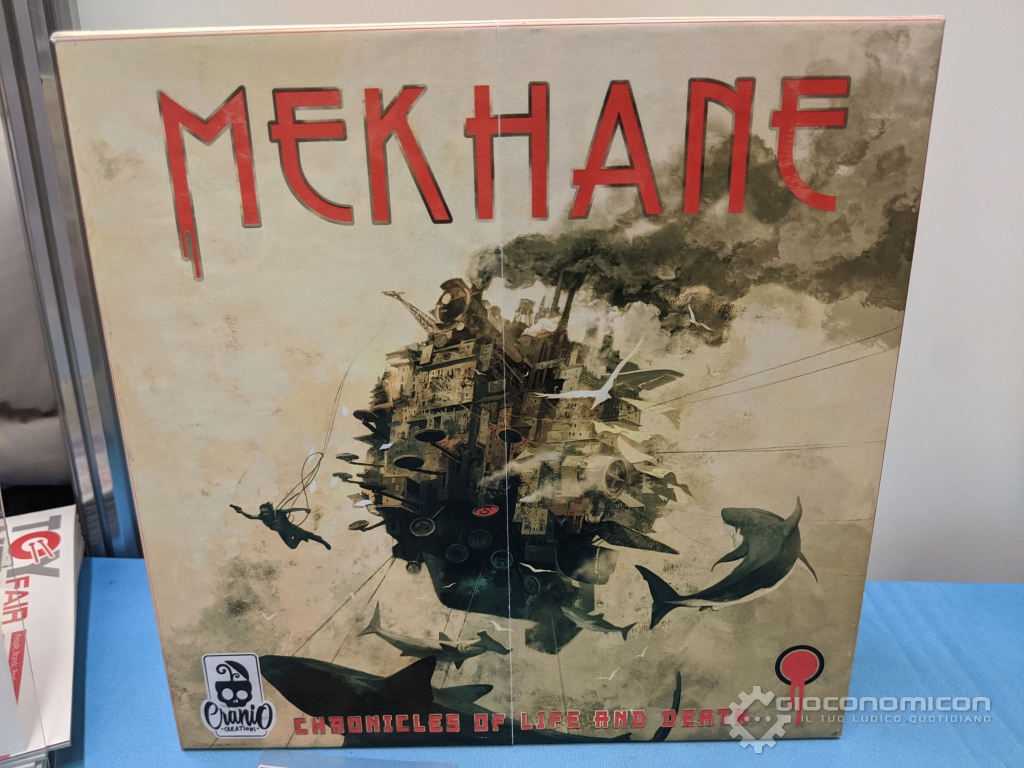 MEKHANE
CRANIO
CREATIONS
CHRONICLES OF LIFE AND DEATH
TOY
FAIR
Gioconomicon
IL TUO LUDICO QUOTIDIANO